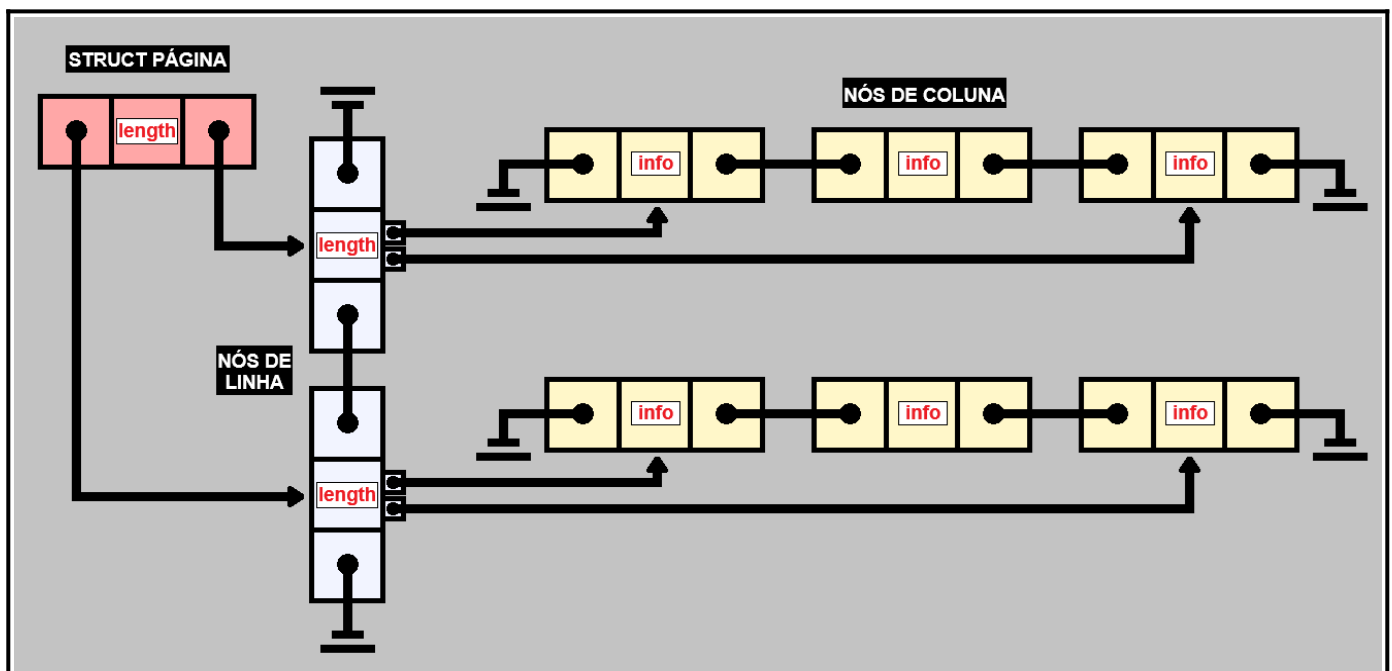 STRUCT PÁGINA
length
NÓS DE COLUNA
info
info
info
length
NÓS DE
LINHA
info
info
info
length